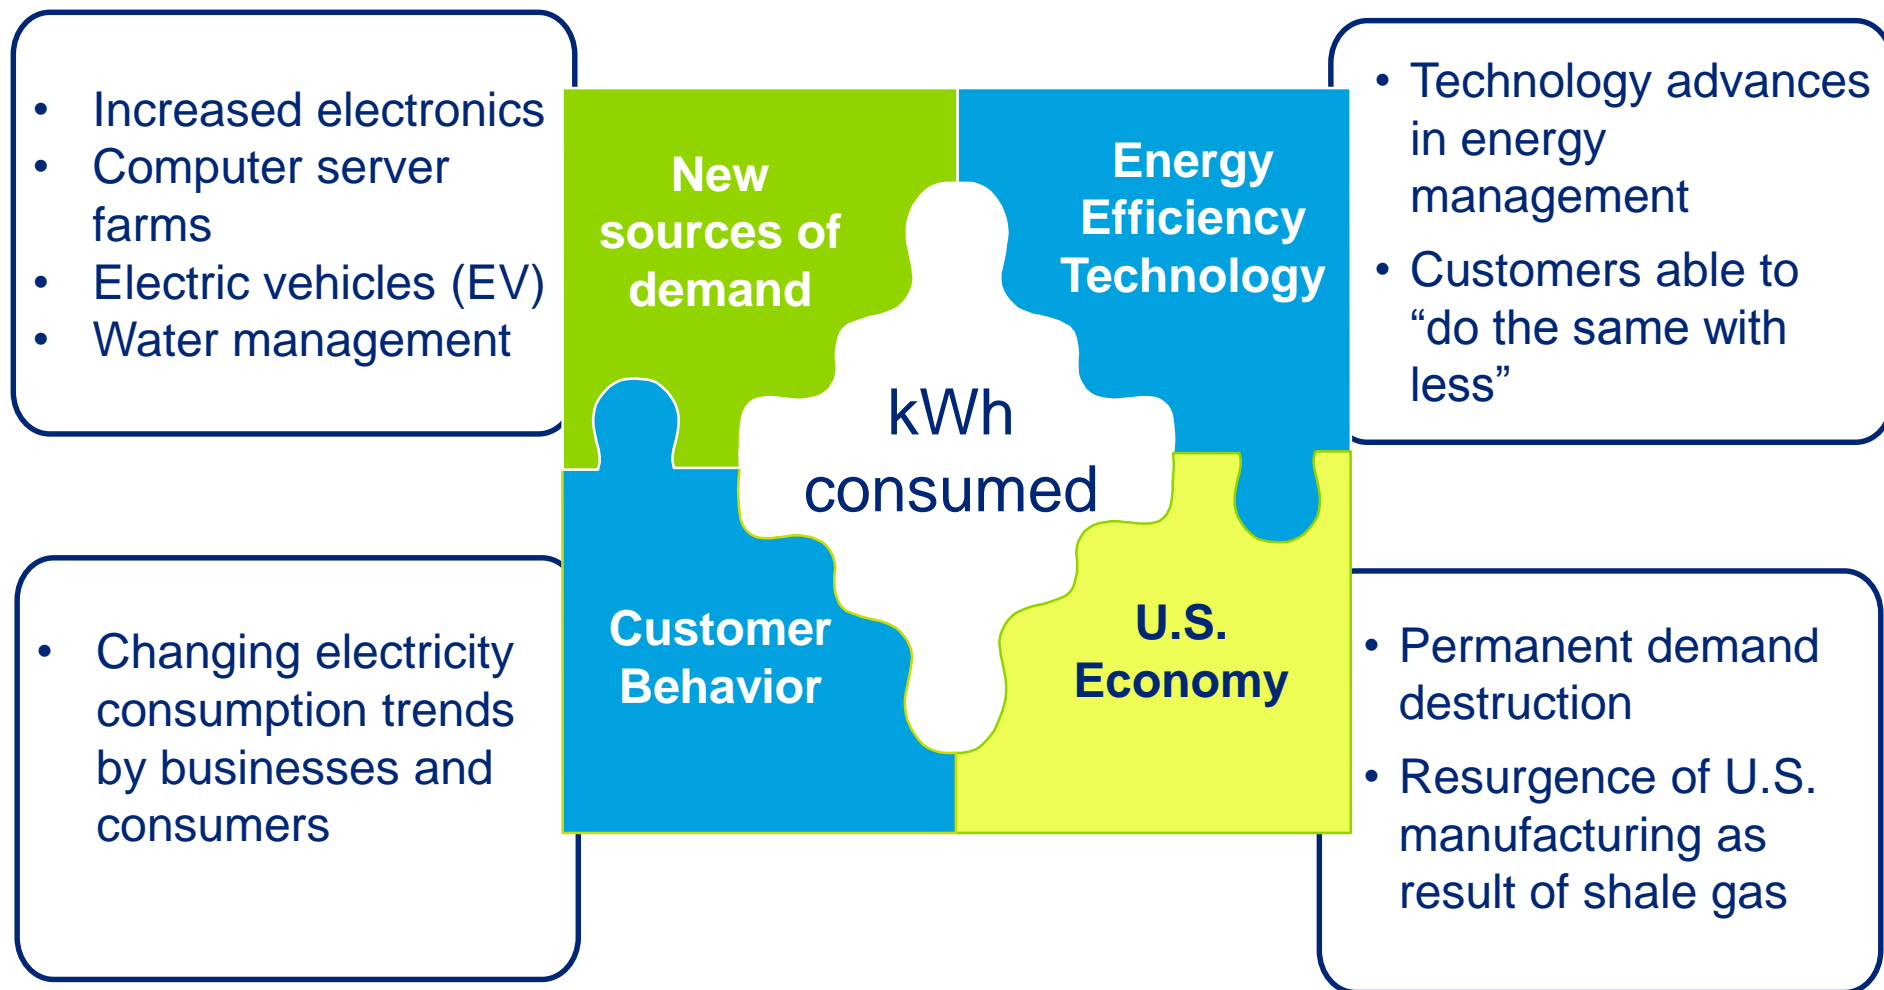 • Increased electronics
• Computer server
farms
• Electric vehicles (EV)
• Water management
New
sources of
demand
Energy
Efficiency
Technology
• Technology advances
in energy
management
• Customers able to
“do the same with
less”
kWh
consumed
• Changing electricity
consumption trends
by businesses and
consumers
Customer
Behavior
U.S.
Economy
• Permanent demand
destruction
• Resurgence of U.S.
manufacturing as
result of shale gas